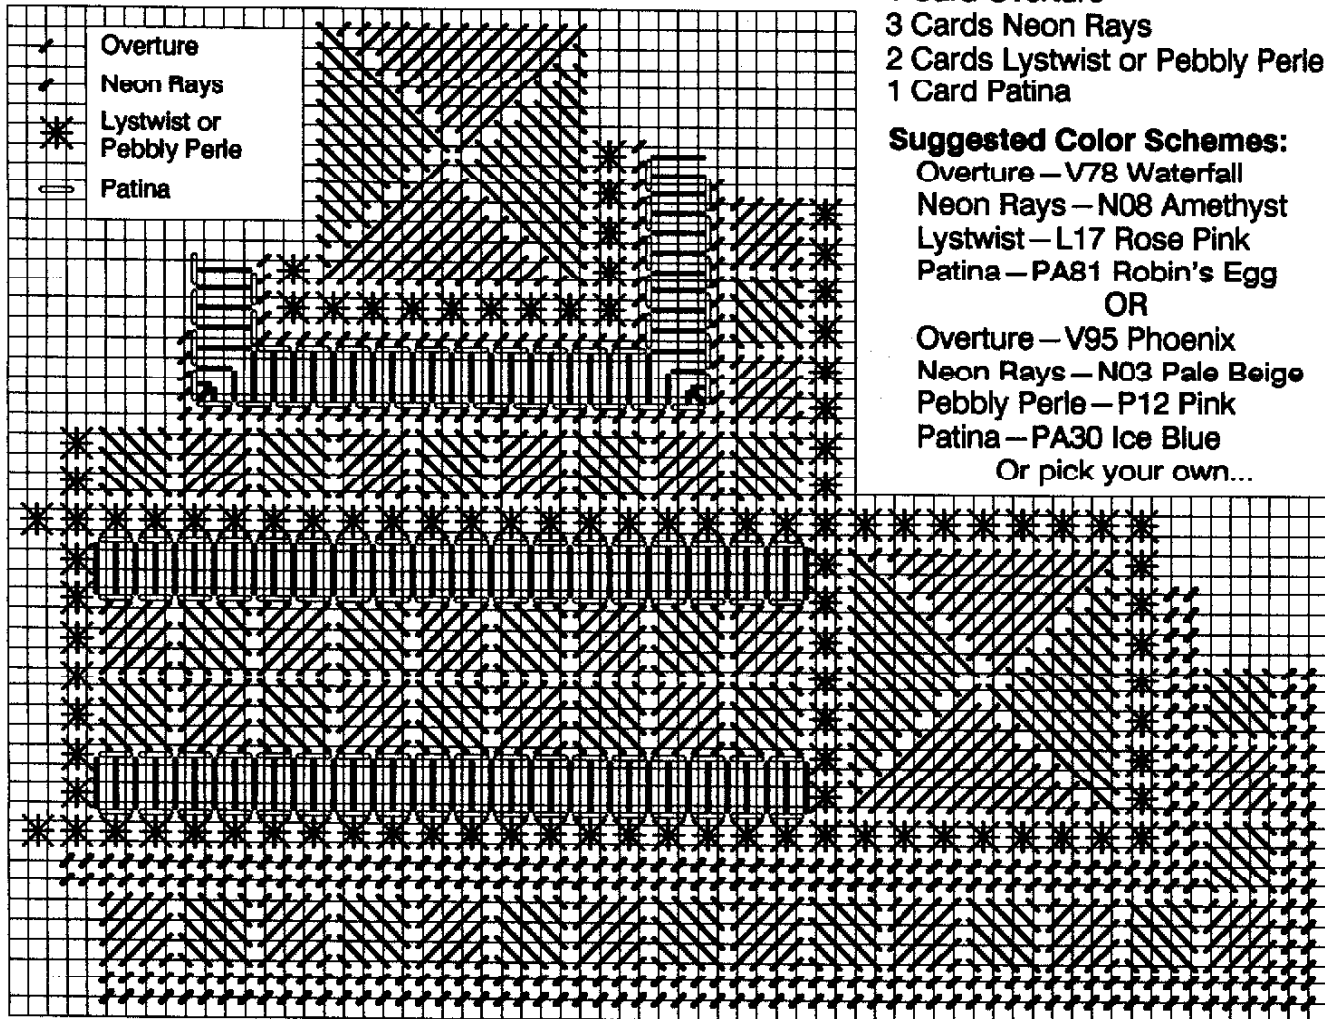 Overture
Neon Rays
Lystwist or
Pebbly Perle
Patina
Card Overture
3 Cards Neon Rays
2 Cards Lystwist or Pebbly Perle
1 Card Patina
Suggested Color Schemes:
Overture – V78 Waterfall
Neon Rays – N08 Amethyst
Lystwist – L17 Rose Pink
Patina – PA81 Robin's Egg
OR
Overture – V95 Phoenix
Neon Rays – N03 Pale Beige
Pebbly Perle – P12 Pink
Patina – PA30 Ice Blue
Or pick your own...